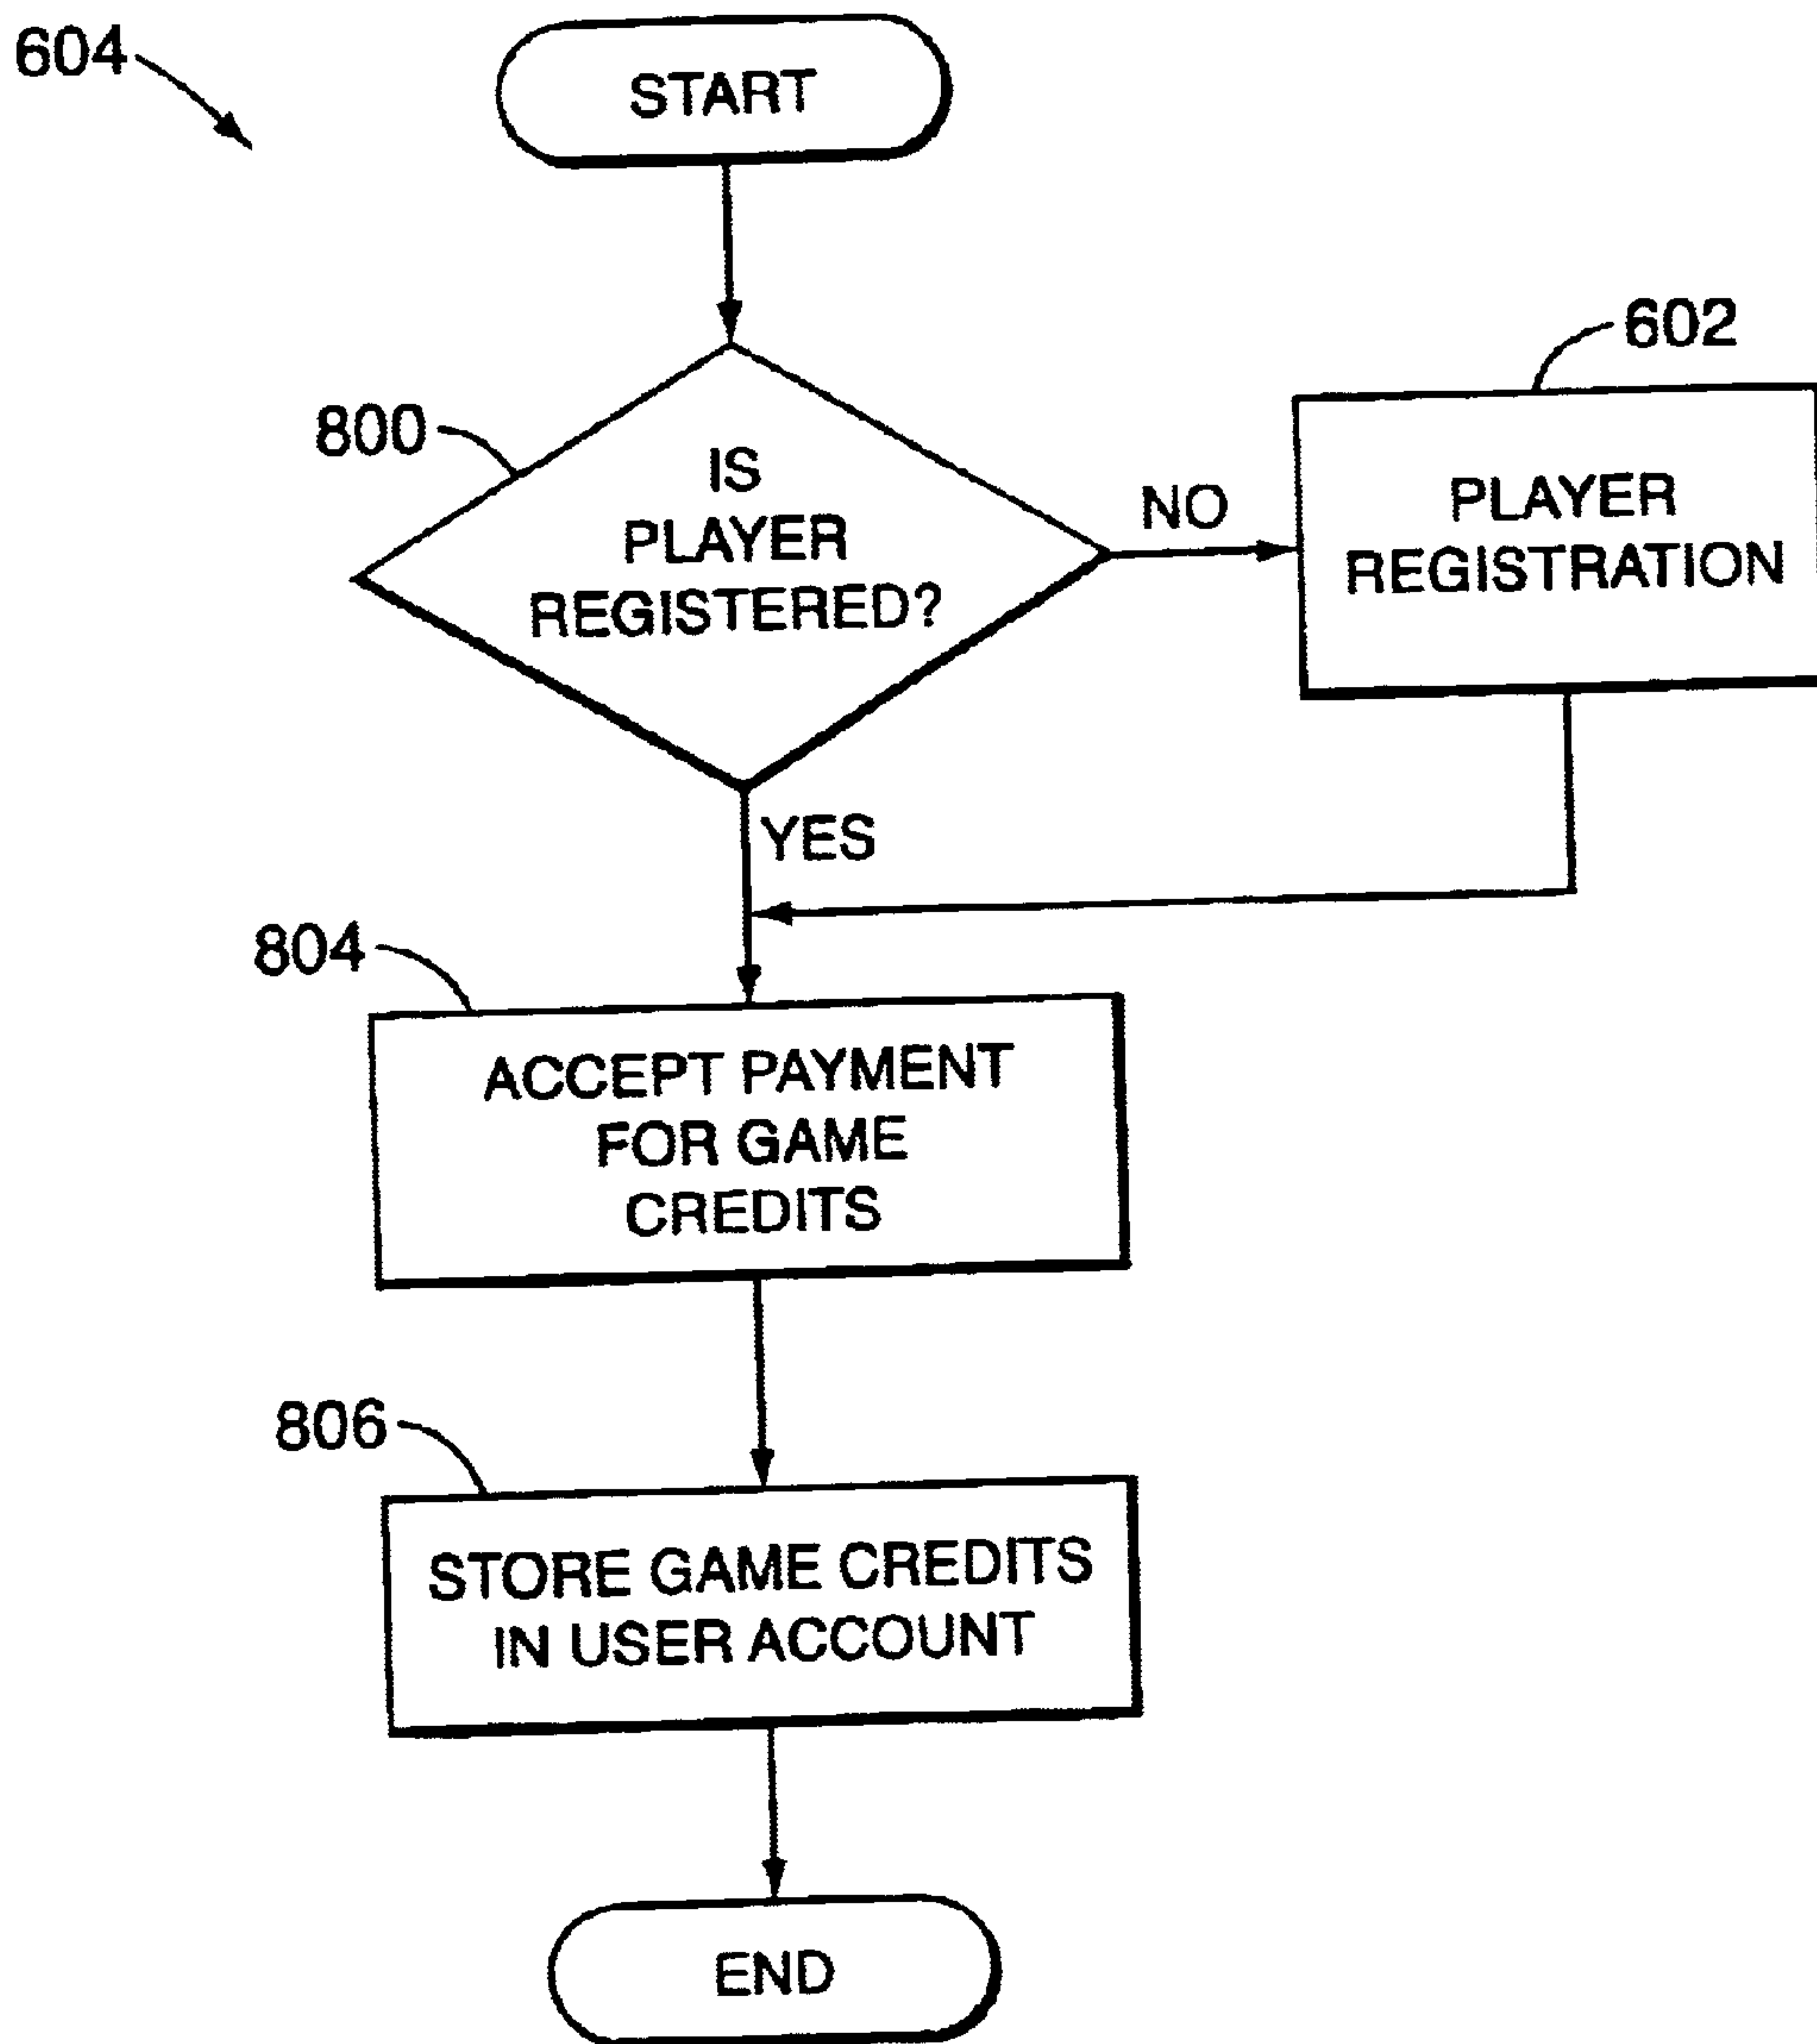 604
START
602
800
IS
PLAYER
REGISTERED?
NO
PLAYER
REGISTRATION
YES
804
ACCEPT PAYMENT
FOR GAME
CREDITS
806
STORE GAME CREDITS
IN USER ACCOUNT
END